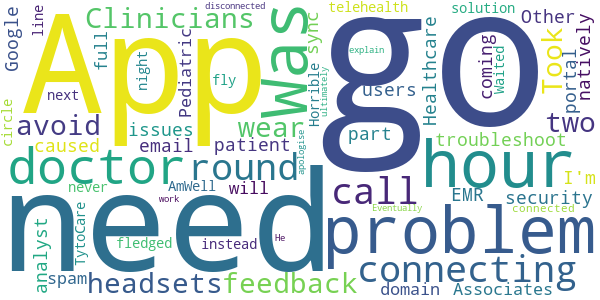 disconnected
Google
line
full
Clinicians
Was
sync
telehealth
solution
Other
App
go
Took
natively
portal
coming
Waited
night
Pediatric
fly
next
Horrible
ultimately
explain
users
Healthcare
circle
avoid
issues
wear
part
two
caused
email
patient
troubleshoot
apologise
doctor
round
hour
I'm
never
AmWell
will
call
EMR
security
need
work
problem
Eventually
connected
analyst
TytoCare
fledged
instead
He
connecting
spam
headsets
feedback
domain
Associates